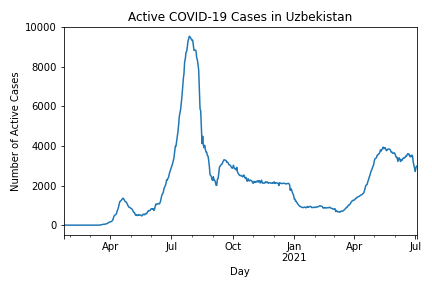 Active COVID-19 Cases in Uzbekistan
Number of Active Cases
10000
8000
6000
4000
2000
0
Apr Jul Oct Jan Apr Jul
2021
Day